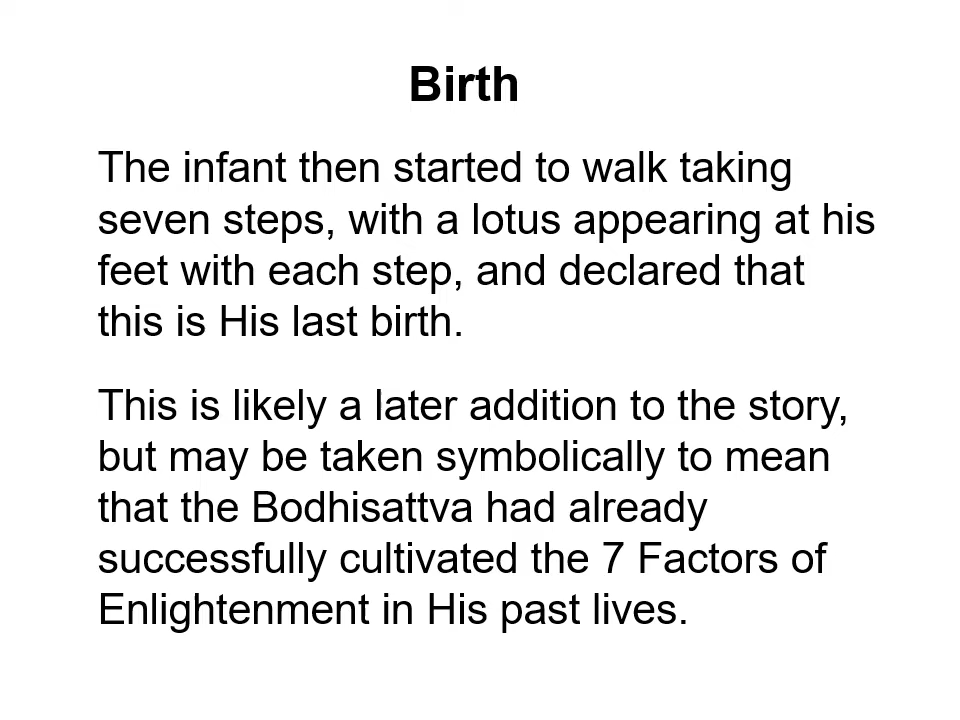 Birth
The infant then started to walk taking
seven steps, with a lotus appearing at his
feet with each step, and declared that
this is His last birth.
This is likely a later addition to the story,
but may be taken symbolically to mean
that the Bodhisattva had already
successfully cultivated the 7 Factors of
Enlightenment in His past lives.